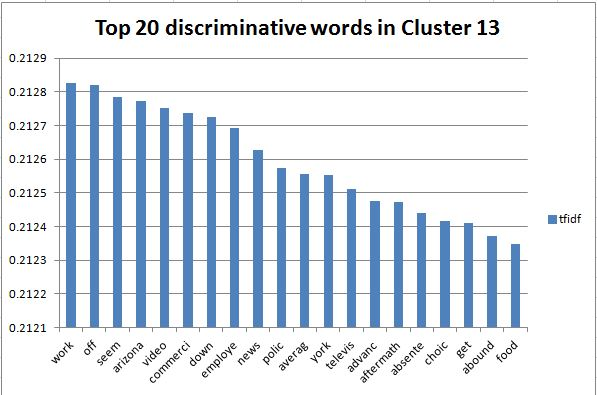 Top 20 discriminative words in Cluster 13
0.2129
0.2128
0.2127
0.2126
0.2125
0.2124
0.2123
0.2122
0.2121
work
off
seem
arizona
video
commerci
down
employe
news
polic
averag
york
televis
advanc
aftermath
absente
choic
get
abound
food
tfidf